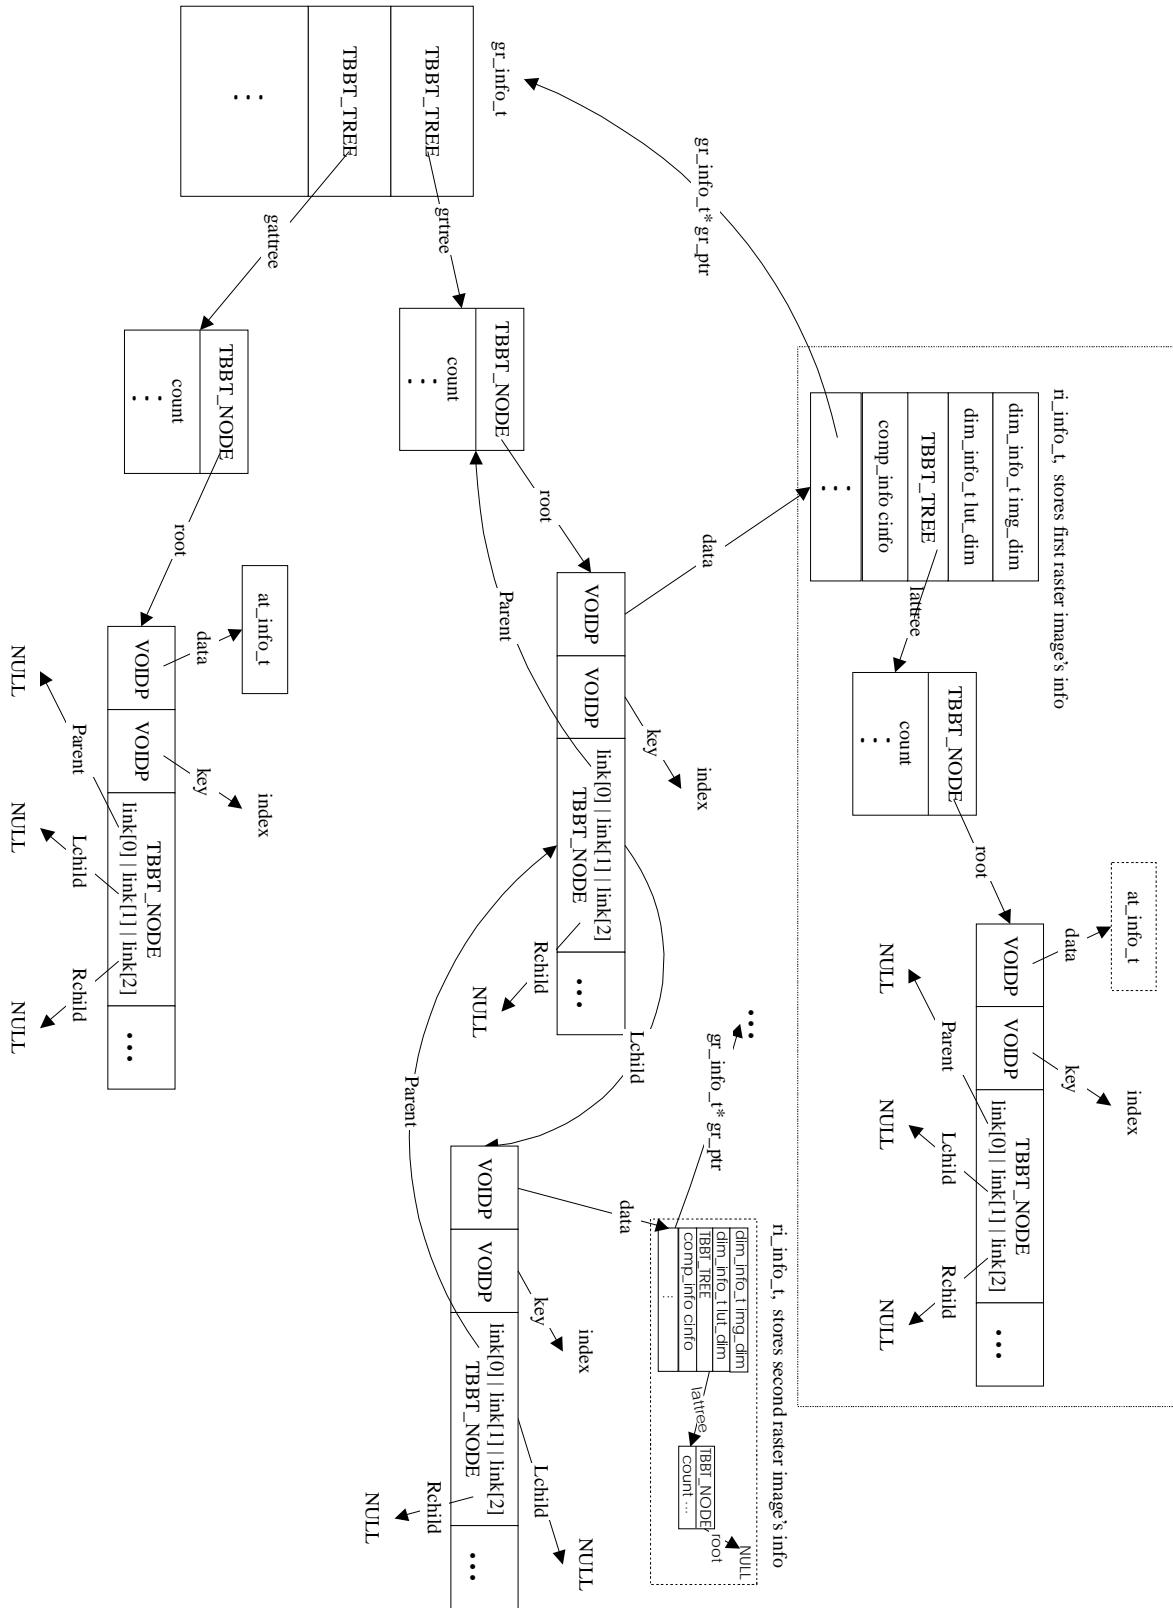 gr_info_t
TBBT_TREE
TBBT_TREE
...
grtree
gattree
gr_info_t* gr_ptr
TBBT_NODE
count
...
TBBT_NODE
count
...
root
root
ri_info_t, stores first raster image's info
dim_info_t img_dim
dim_info_t lut_dim
TBBT_TREE
comp_info cinfo
...
lattree
TBBT_NODE
count
...
root
at_info_t
data
VOIDP
VOIDP
key
index
TBBT_NODE
link[0] | link[1] | link[2]
...
Parent
NULL
Lchild
NULL
Rchild
NULL
data
VOIDP
VOIDP
key
index
link[0] | link[1] | link[2]
TBBT_NODE
...
Parent
Lchild
Rchild
NULL
at_info_t
data
VOIDP
VOIDP
key
index
TBBT_NODE
link[0] | link[1] | link[2]
...
Parent
NULL
Lchild
NULL
Rchild
NULL
ri_info_t, stores second raster image's info
dim_info_t img_dim
dim_info_t lut_dim
TBBT_TREE
comp_info cinfo
...
lattree
TBBT_NODE
count ...
root
NULL
...
gr_info_t* gr_ptr
data
VOIDP
VOIDP
key
index
link[0] | link[1] | link[2]
TBBT_NODE
...
Parent
Lchild
NULL
Rchild
NULL